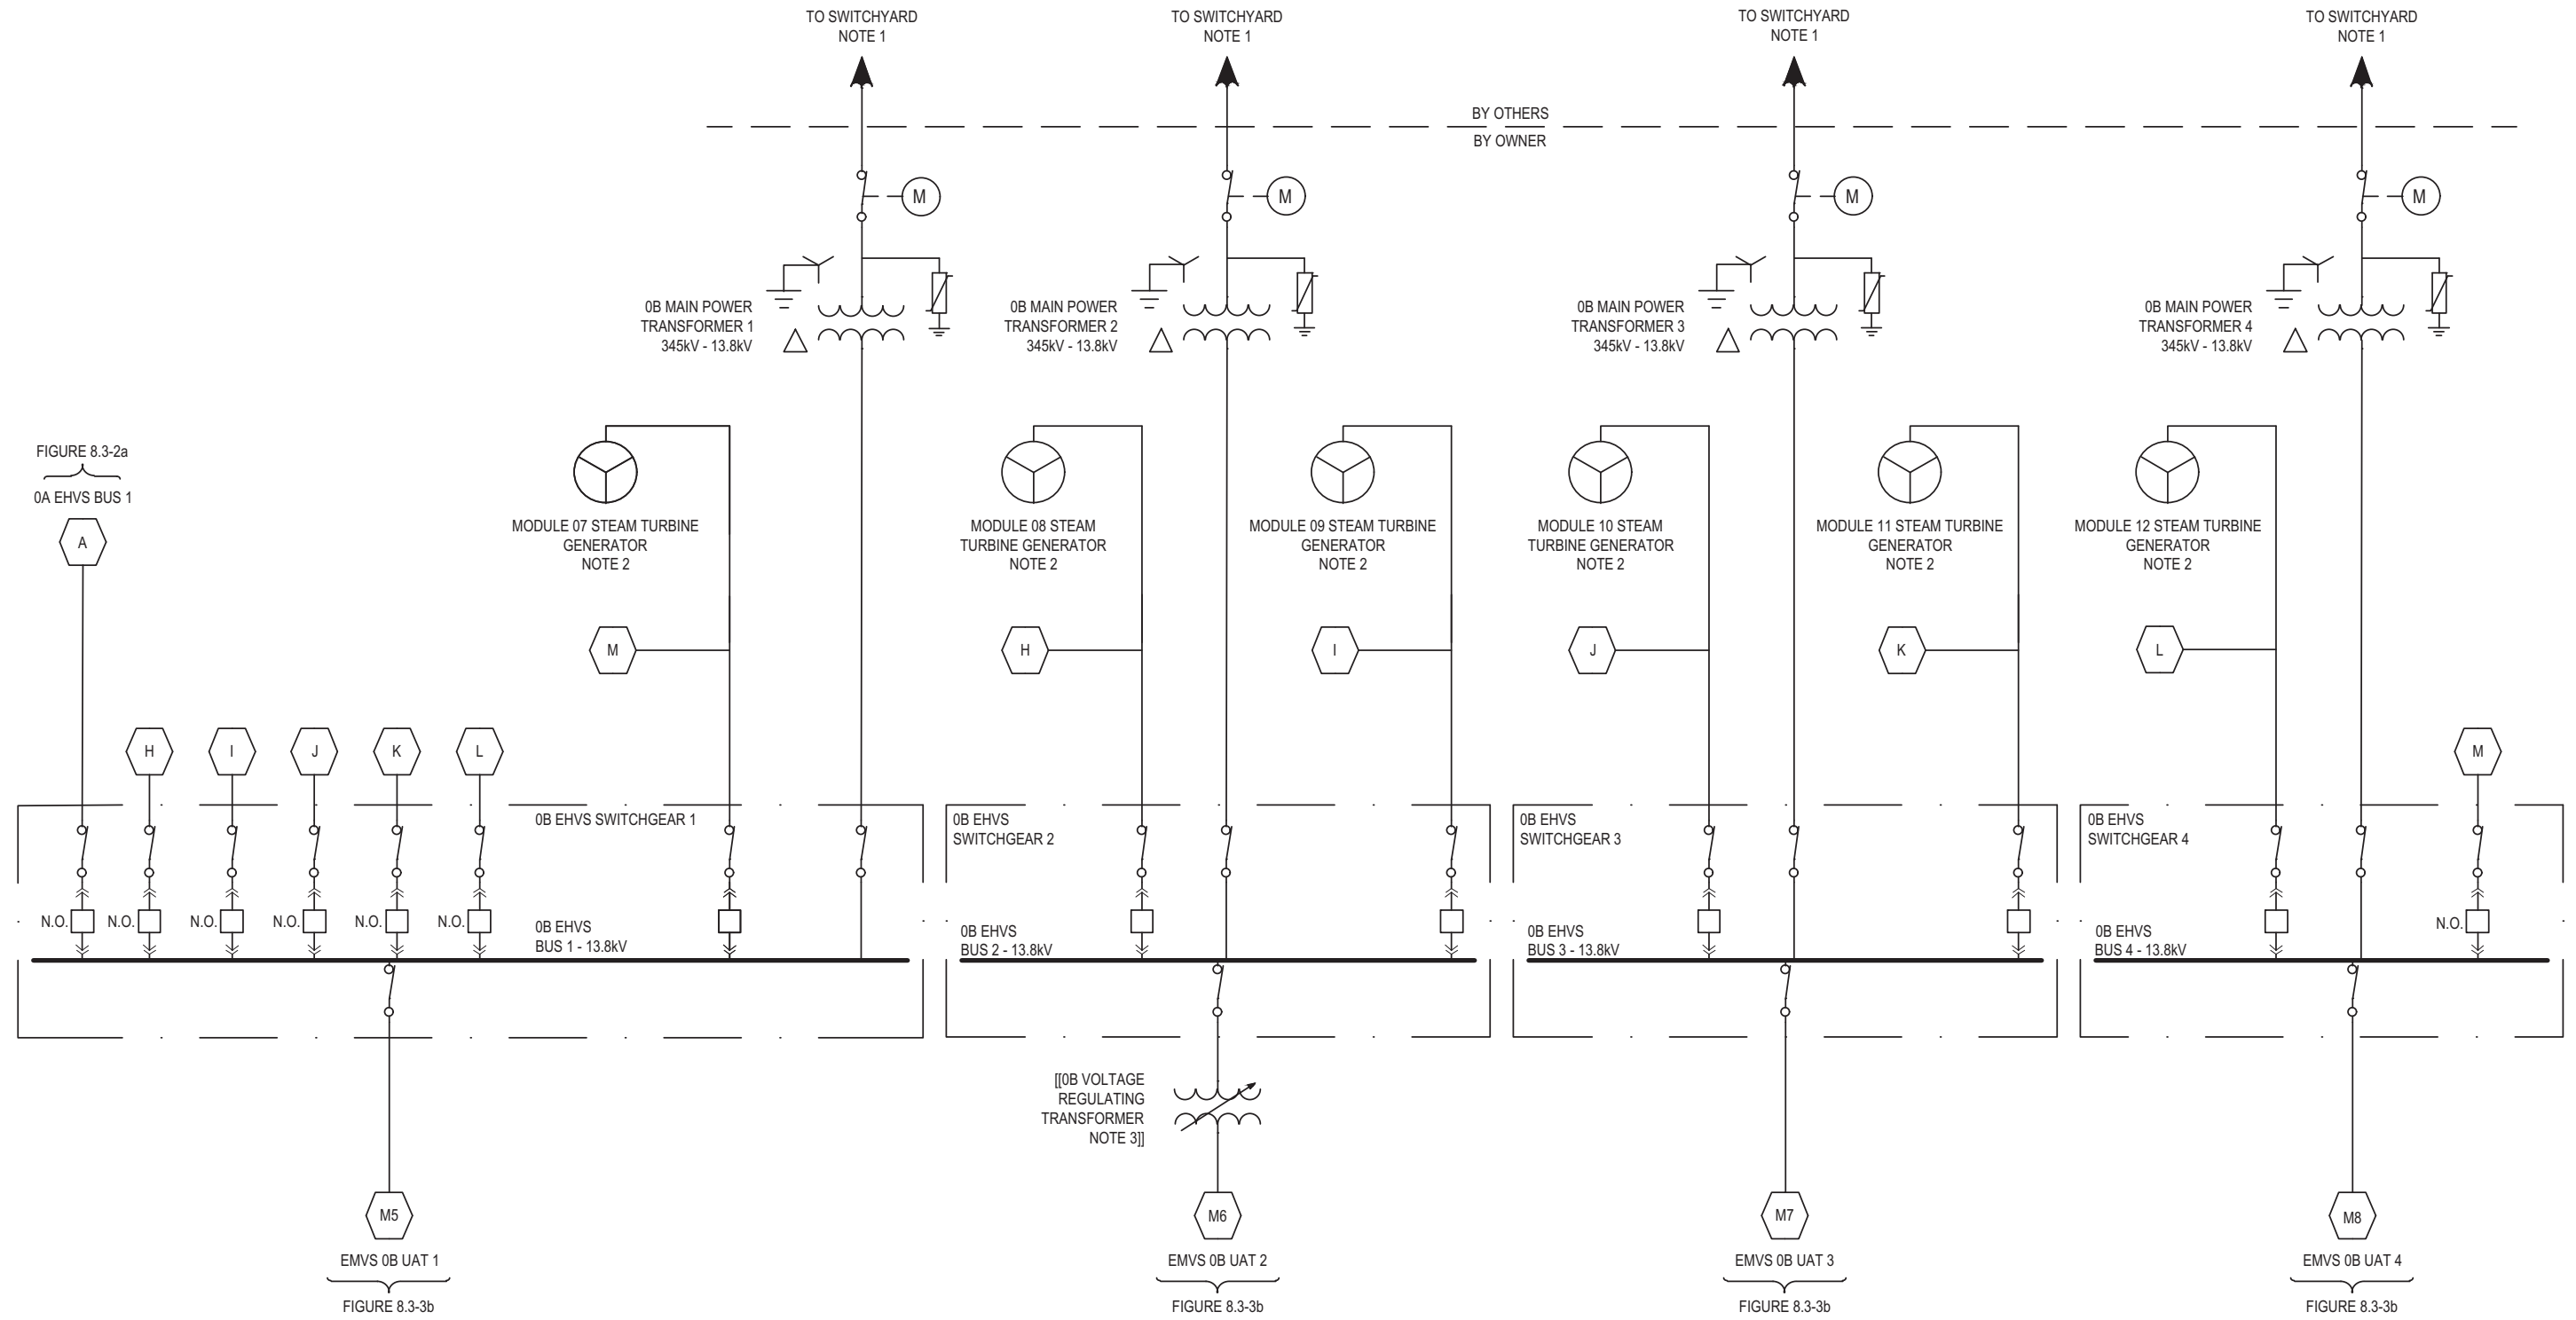 TO SWITCHYARD
NOTE 1
TO SWITCHYARD
NOTE 1
TO SWITCHYARD
NOTE 1
TO SWITCHYARD
NOTE 1
BY OTHERS
BY OWNER
M
M
M
M
0B MAIN POWER
TRANSFORMER 1
345kV - 13.8kV
0B MAIN POWER
TRANSFORMER 2
345kV - 13.8kV
0B MAIN POWER
TRANSFORMER 3
345kV - 13.8kV
0B MAIN POWER
TRANSFORMER 4
345kV - 13.8kV
FIGURE 8.3-2a
0A EHVS BUS 1
A
MODULE 07 STEAM TURBINE
GENERATOR
NOTE 2
MODULE 08 STEAM
TURBINE GENERATOR
NOTE 2
MODULE 09 STEAM TURBINE
GENERATOR
NOTE 2
MODULE 10 STEAM
TURBINE GENERATOR
NOTE 2
MODULE 11 STEAM TURBINE
GENERATOR
NOTE 2
MODULE 12 STEAM TURBINE
GENERATOR
NOTE 2
M
H
I
J
K
L
H
I
J
K
L
M
0B EHVS SWITCHGEAR 1
0B EHVS
SWITCHGEAR 2
0B EHVS
SWITCHGEAR 3
0B EHVS
SWITCHGEAR 4
N.O.
N.O.
N.O.
N.O.
N.O.
N.O.
N.O.
0B EHVS
BUS 1 - 13.8kV
0B EHVS
BUS 2 - 13.8kV
0B EHVS
BUS 3 - 13.8kV
0B EHVS
BUS 4 - 13.8kV
[[0B VOLTAGE
REGULATING
TRANSFORMER
NOTE 3]]
M5
M6
M7
M8
EMVS 0B UAT 1
FIGURE 8.3-3b
EMVS 0B UAT 2
FIGURE 8.3-3b
EMVS 0B UAT 3
FIGURE 8.3-3b
EMVS 0B UAT 4
FIGURE 8.3-3b